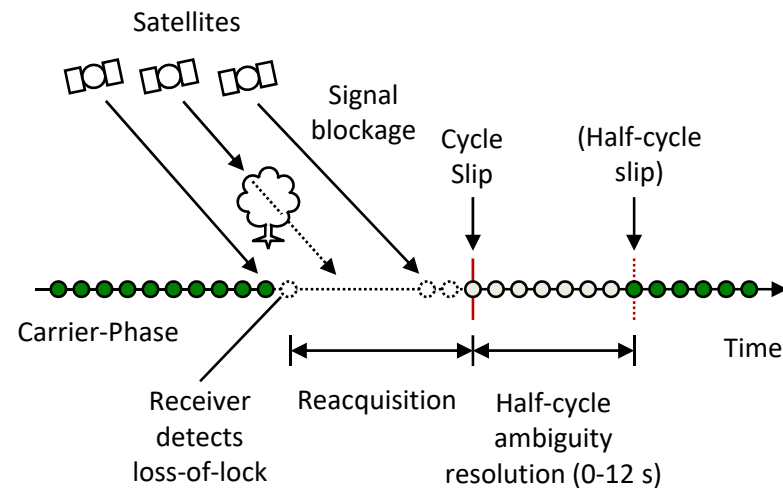 Satellites
Signal
blockage
Cycle
Slip
(Half-cycle
slip)
Carrier-Phase
Time
Receiver
detects
loss-of-lock
Reacquisition
Half-cycle
ambiguity
resolution (0-12 s)